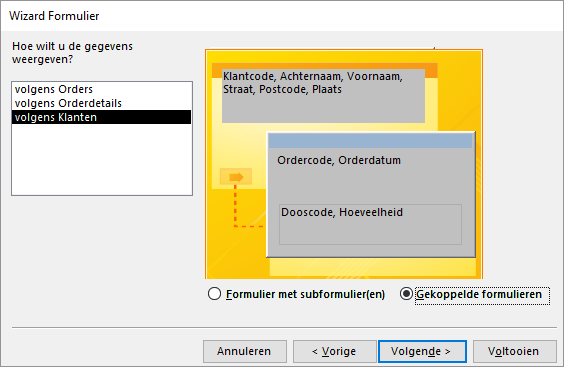 Wizard Formulier
Hoe wilt u de gegevens
weergeven?
volgens Orders
volgens Orderdetails
volgens Klanten
Klantcode, Achternaam, Voornaam,
Straat, Postcode, Plaats
Ordercode, Orderdatum
Dooscode, Hoeveelheid
Formulier met subformulier(en)
Gekoppelde formulieren
Annuleren
< Vorige
Volgende >
Voltooien